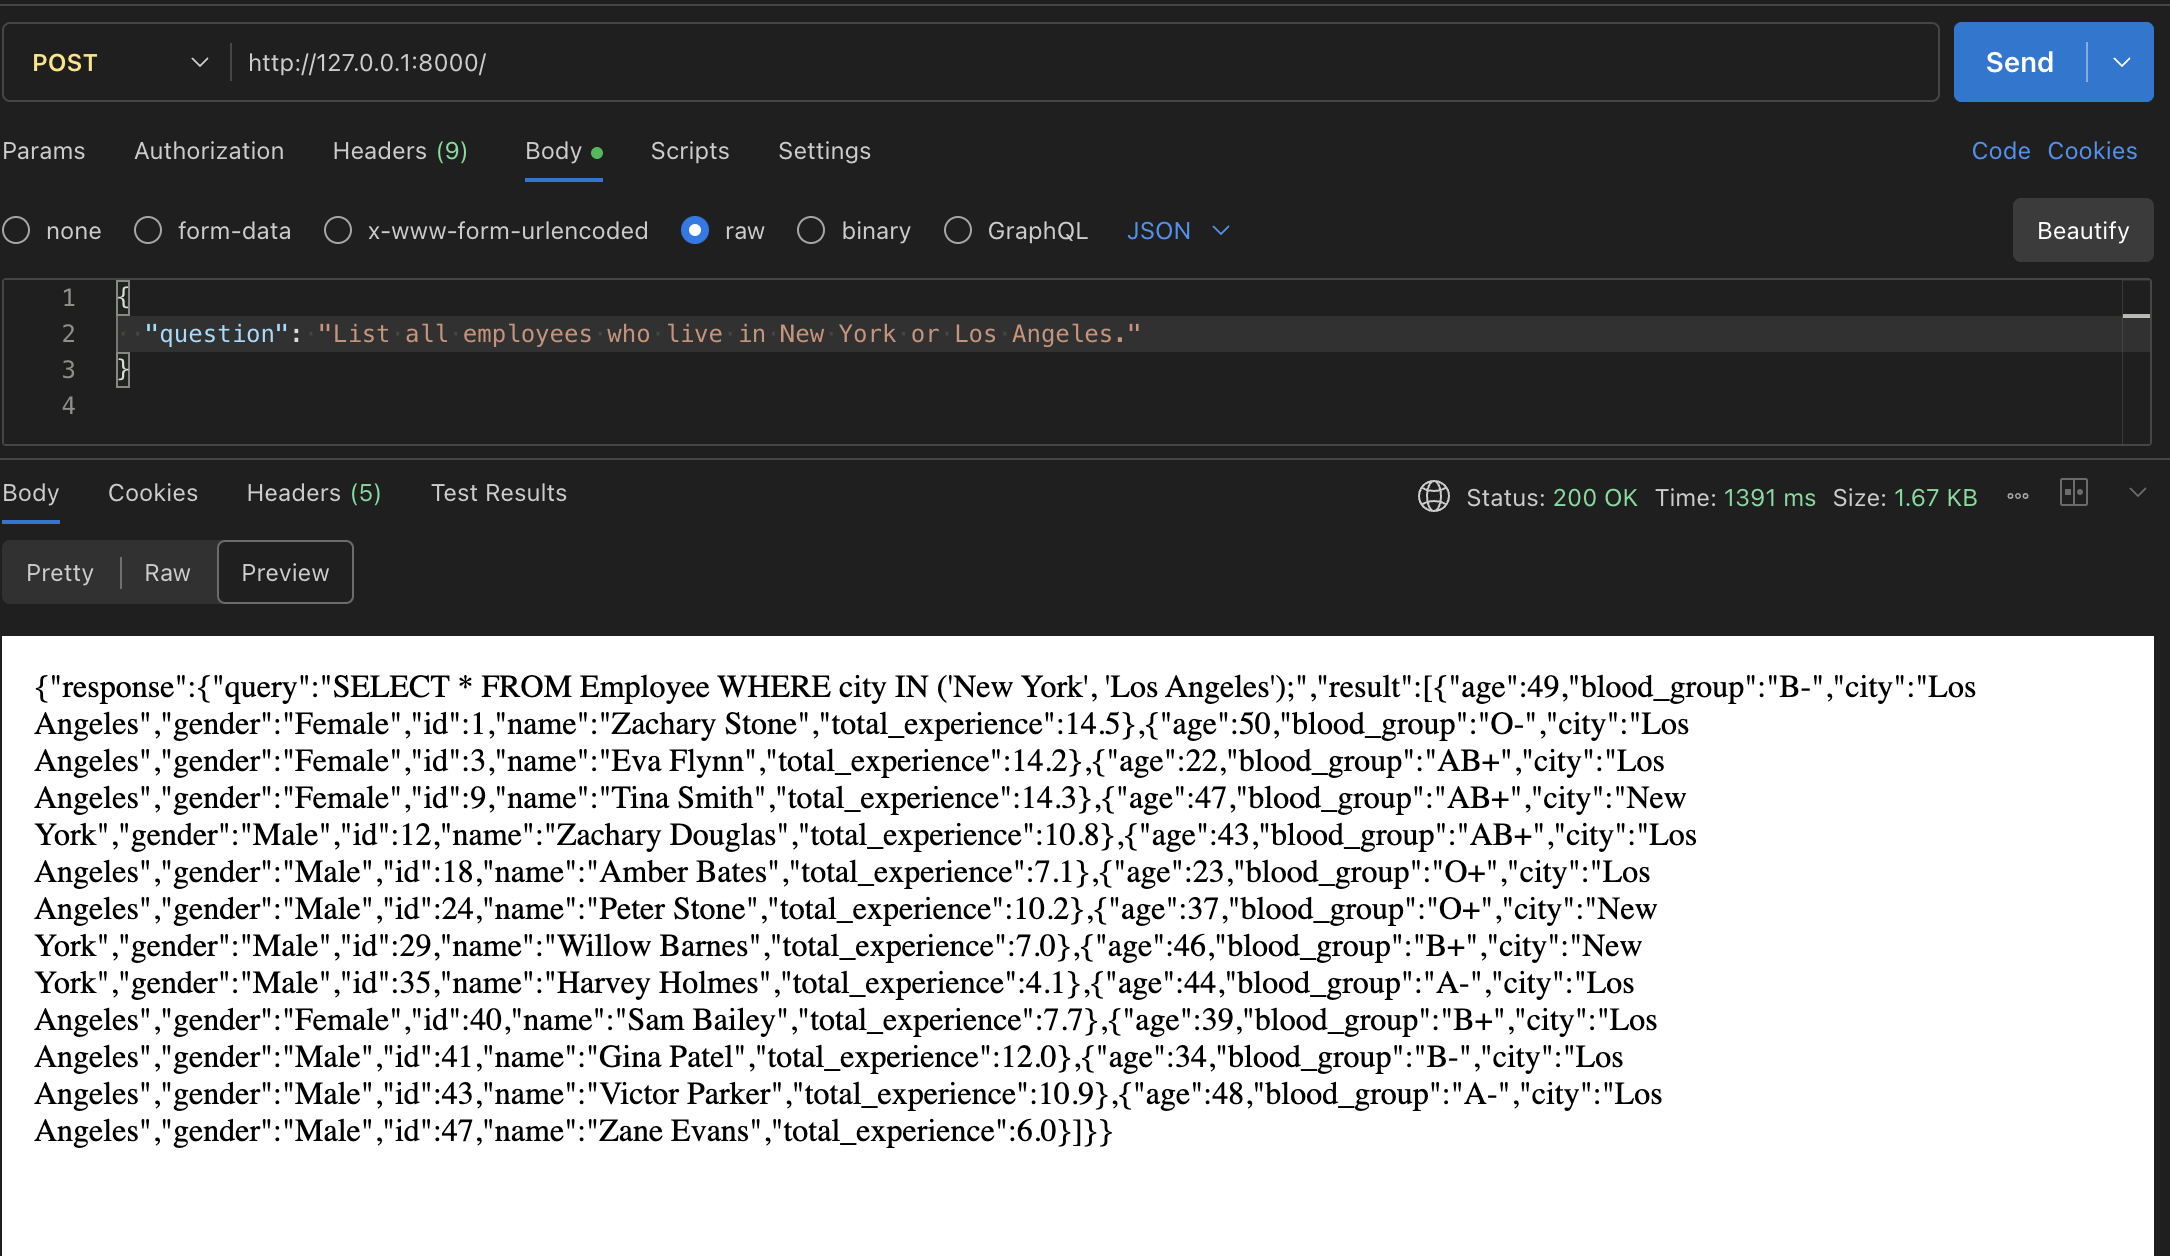 POST http://127.0.0.1:8000/ Send
Params Authorization Headers (9) Body Scripts Settings Code Cookies
none form-data x-www-form-urlencoded raw binary GraphQL JSON Beautify
1 {
2 "question": "List all employees who live in New York or Los Angeles."
3 }
4
Body Cookies Headers (5) Test Results Status: 200 OK Time: 1391 ms Size: 1.67 KB
Pretty Raw Preview
{"response":{"query":"SELECT * FROM Employee WHERE city IN ('New York', 'Los Angeles');","result":[{"age":49,"blood_group":"B-","city":"Los
Angeles","gender":"Female","id":1,"name":"Zachary Stone","total_experience":14.5},{"age":50,"blood_group":"O-","city":"Los
Angeles","gender":"Female","id":3,"name":"Eva Flynn","total_experience":14.2},{"age":22,"blood_group":"AB+","city":"Los
Angeles","gender":"Female","id":9,"name":"Tina Smith","total_experience":14.3},{"age":47,"blood_group":"AB+","city":"New
York","gender":"Male","id":12,"name":"Zachary Douglas","total_experience":10.8},{"age":43,"blood_group":"AB+","city":"Los
Angeles","gender":"Male","id":18,"name":"Amber Bates","total_experience":7.1},{"age":23,"blood_group":"O+","city":"Los
Angeles","gender":"Male","id":24,"name":"Peter Stone","total_experience":10.2},{"age":37,"blood_group":"O+","city":"New
York","gender":"Male","id":29,"name":"Willow Barnes","total_experience":7.0},{"age":46,"blood_group":"B+","city":"New
York","gender":"Male","id":35,"name":"Harvey Holmes","total_experience":4.1},{"age":44,"blood_group":"A-","city":"Los
Angeles","gender":"Female","id":40,"name":"Sam Bailey","total_experience":7.7},{"age":39,"blood_group":"B+","city":"Los
Angeles","gender":"Male","id":41,"name":"Gina Patel","total_experience":12.0},{"age":34,"blood_group":"B-","city":"Los
Angeles","gender":"Male","id":43,"name":"Victor Parker","total_experience":10.9},{"age":48,"blood_group":"A-","city":"Los
Angeles","gender":"Male","id":47,"name":"Zane Evans","total_experience":6.0}]}}